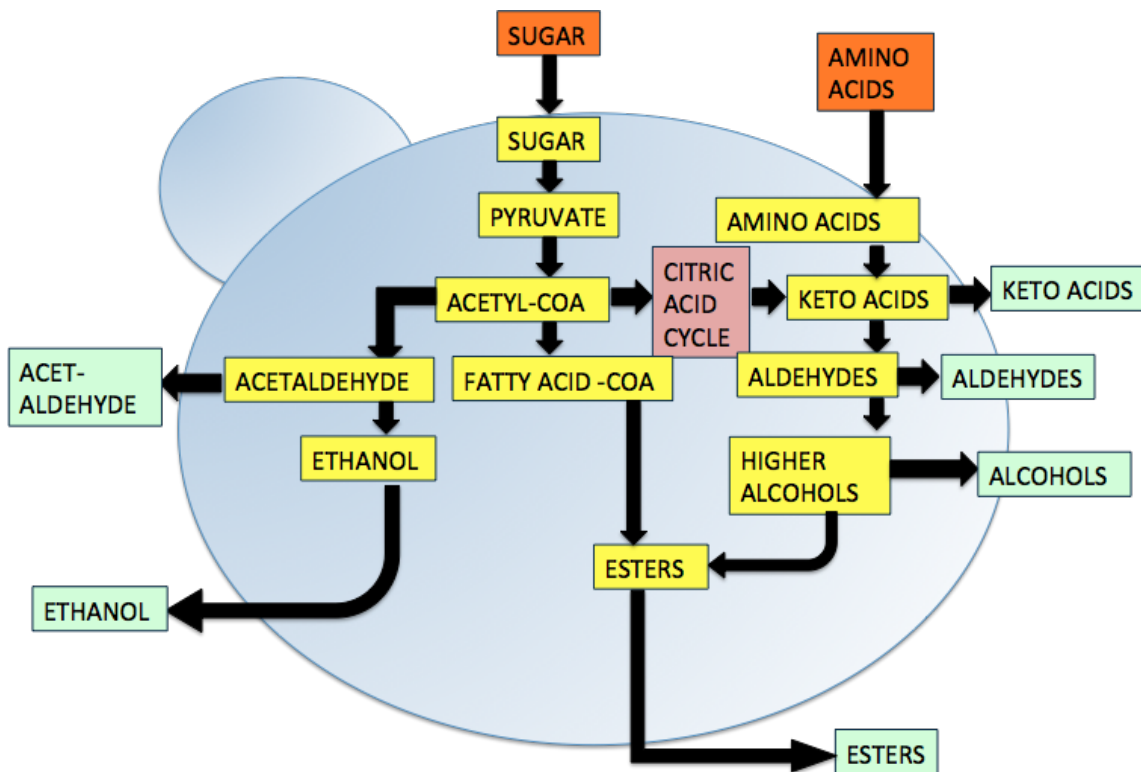 SUGAR
AMINO
ACIDS
SUGAR
PYRUVATE
AMINO ACIDS
ACETYL-COA
CITRIC
ACID
CYCLE
KETO ACIDS
KETO ACIDS
ACET-
ALDEHYDE
ACETALDEHYDE
FATTY ACID -COA
ALDEHYDES
ALDEHYDES
ETHANOL
HIGHER
ALCOHOLS
ALCOHOLS
ESTERS
ETHANOL
ESTERS